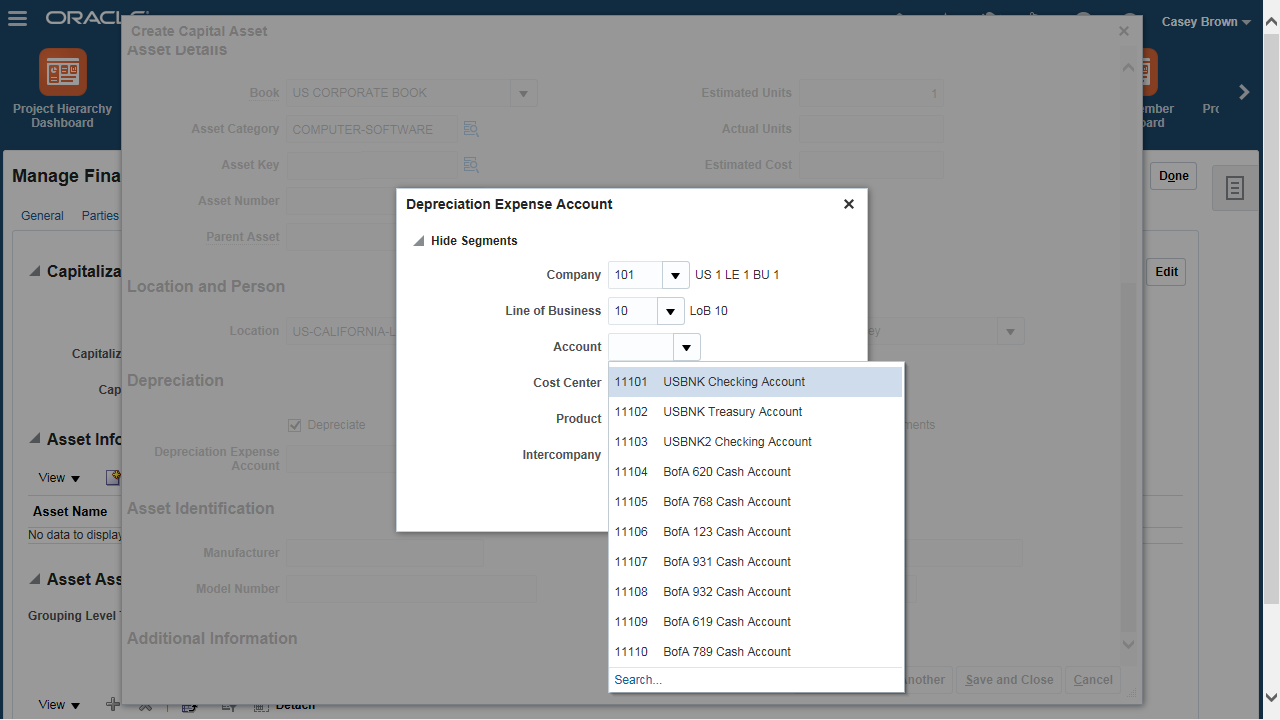 ORACLE
Casey Brown
Create Capital Asset
Asset Details
Project Hierarchy
Dashboard
Book US CORPORATE BOOK
Estimated Units 1
Asset Category COMPUTER-SOFTWARE
Actual Units
Asset Key
Estimated Cost
Manage Fina
Done
Asset Number
General Parties
Parent Asset
Capitaliza
Edit
Location and Person
Location US-CALIFORNIA-L
Capitaliz
Depreciation
Cap
Depreciate
Asset Info
Depreciation Expense
Account
View
Asset Identification
Asset Name
No data to display
Manufacturer
Asset Ass
Model Number
Grouping Level
Additional Information
Save and Close Cancel
View
Detach
Depreciation Expense Account
Hide Segments
Company 101 US 1 LE 1 BU 1
Line of Business 10 LoB 10
Account
Cost Center
Product
Intercompany
11101 USBNK Checking Account
11102 USBNK Treasury Account
11103 USBNK2 Checking Account
11104 BofA 620 Cash Account
11105 BofA 768 Cash Account
11106 BofA 123 Cash Account
11107 BofA 931 Cash Account
11108 BofA 932 Cash Account
11109 BofA 619 Cash Account
11110 BofA 789 Cash Account
Search...